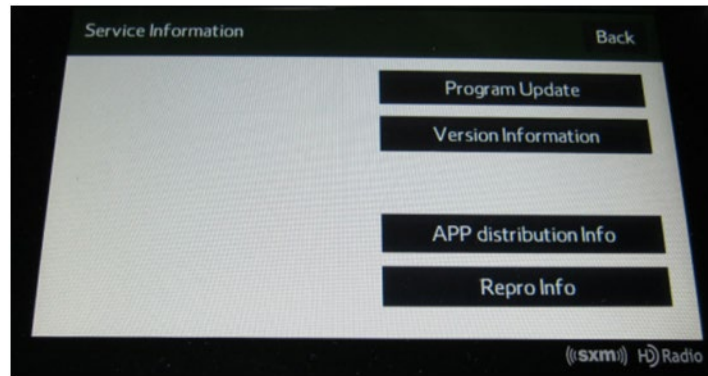 Service Information
Back
Program Update
Version Information
APP distribution Info
Repro Info
((sxm)) HD Radio